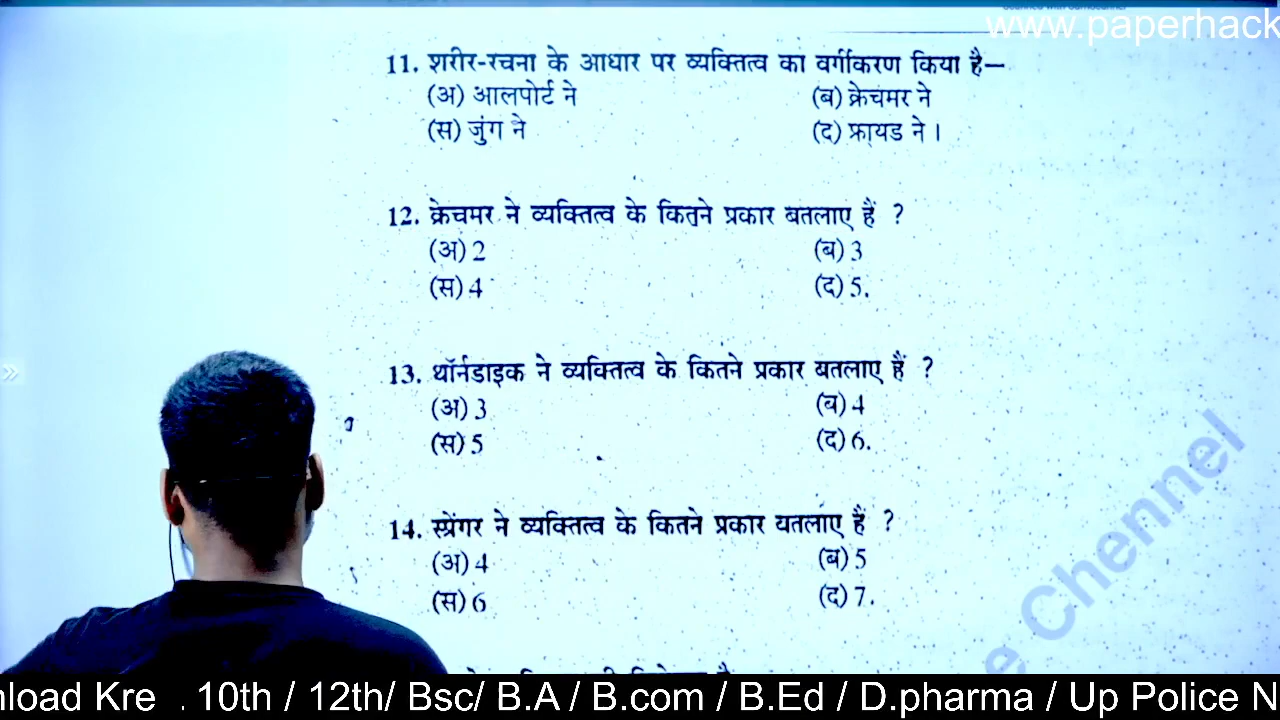 www.paperhack
11. शरीर-रचना के आधार पर व्यक्तित्व का वर्गीकरण किया है—
(अ) आलपोर्ट ने (ब) क्रेचमर ने
(स) जुंग ने (द) फ्रायड ने।
12. क्रेचमर ने व्यक्तित्व के कितने प्रकार बतलाए हैं ?
(अ) 2 (ब) 3
(स) 4 (द) 5.
13. थॉर्नडाइक ने व्यक्तित्व के कितने प्रकार बतलाए हैं ?
(अ) 3 (ब) 4
(स) 5 (द) 6.
14. स्प्रेंगर ने व्यक्तित्व के कितने प्रकार बतलाए हैं ?
(अ) 4 (ब) 5
(स) 6 (द) 7.
e Chennel
nload Kre . 10th / 12th/ Bsc/ B.A / B.com / B.Ed / D.pharma / Up Police N